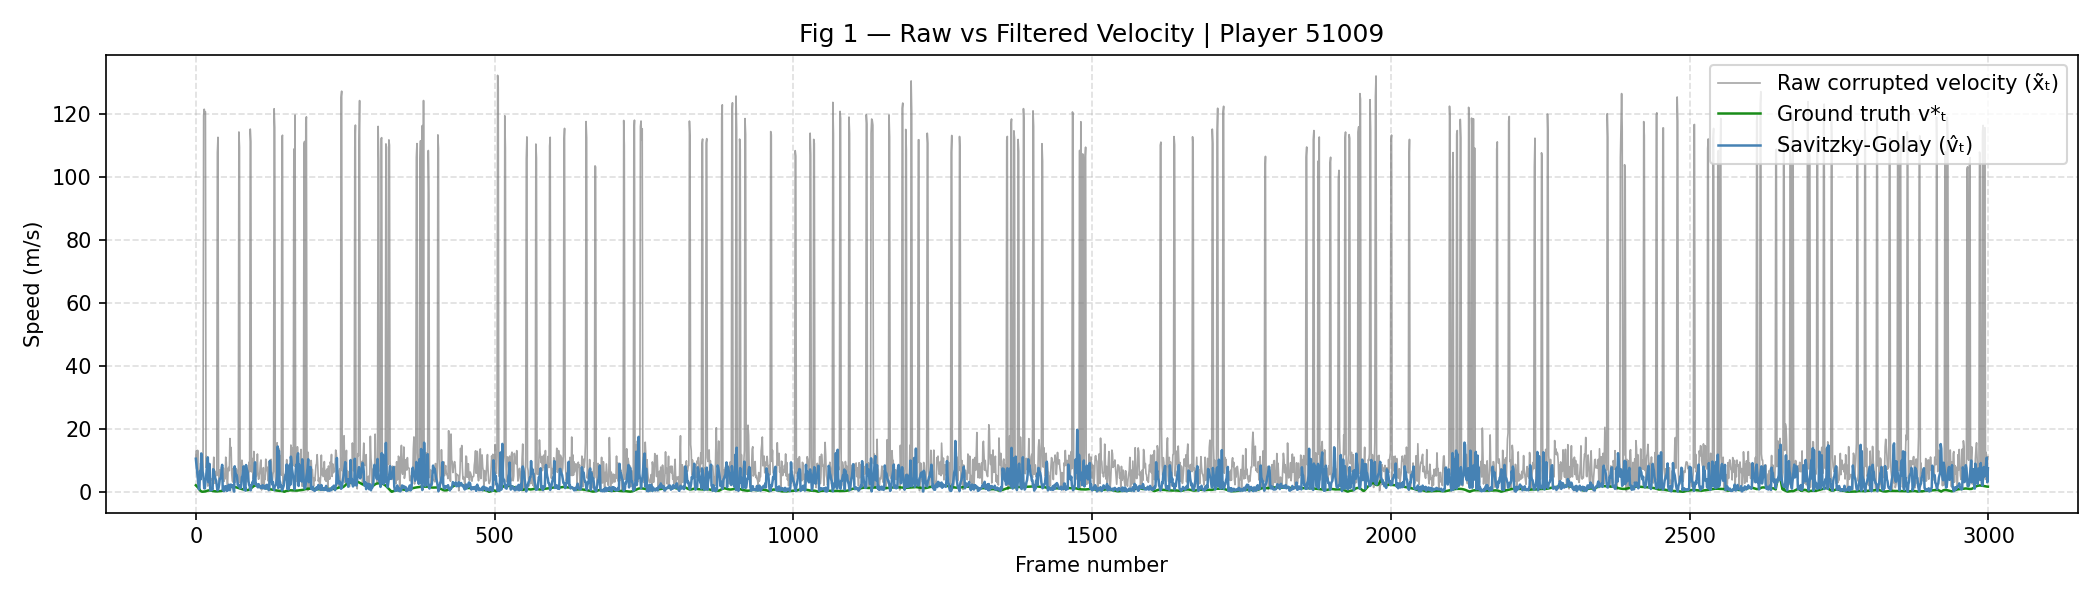 Fig 1 — Raw vs Filtered Velocity | Player 51009
Raw corrupted velocity (x̃ₜ)
Ground truth v*ₜ
Savitzky-Golay (v̂ₜ)
Speed (m/s)
120
100
80
60
40
20
0
0 500 1000 1500 2000 2500 3000
Frame number